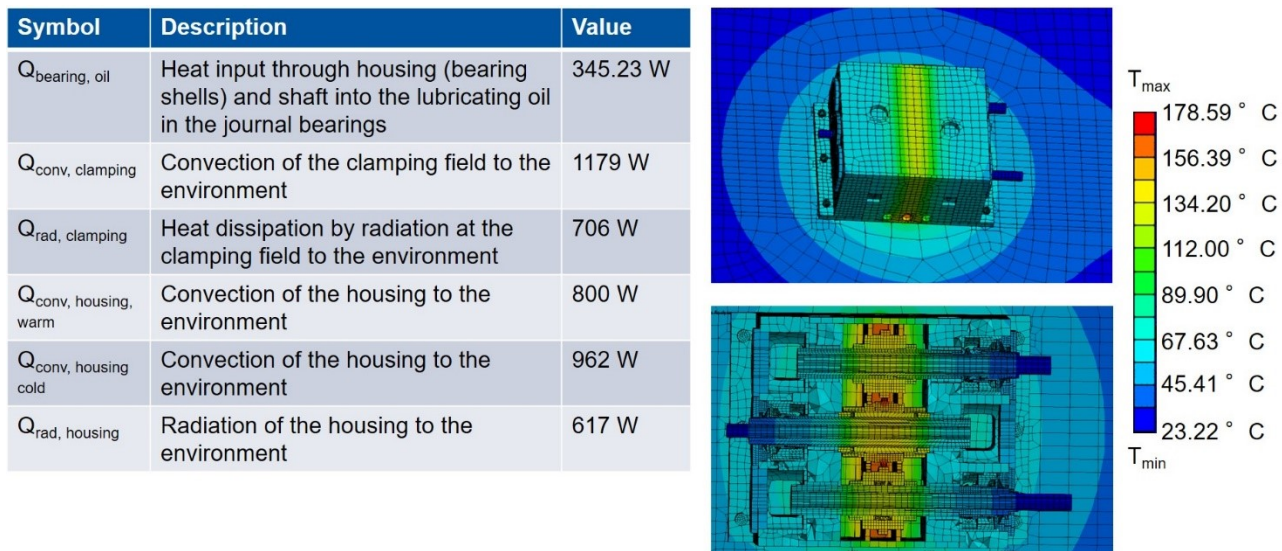 Symbol Description Value
Qbearing, oil Heat input through housing (bearing 345.23 W
shells) and shaft into the lubricating oil
in the journal bearings
Qconv, clamping Convection of the clamping field to the 1179 W
environment
Qrad, clamping Heat dissipation by radiation at the 706 W
clamping field to the environment
Qconv, housing, Convection of the housing to the 800 W
warm environment
Qconv, housing Convection of the housing to the 962 W
cold environment
Qrad, housing Radiation of the housing to the 617 W
environment
Tmax
178.59 ° C
156.39 ° C
134.20 ° C
112.00 ° C
89.90 ° C
67.63 ° C
45.41 ° C
23.22 ° C
Tmin